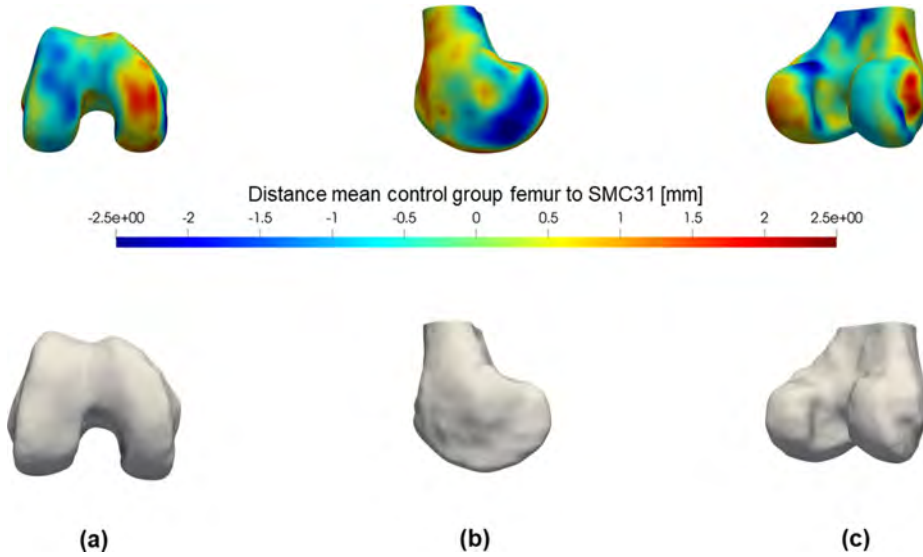 Distance mean control group femur to SMC31 [mm]
-2.5e+00 -2 -1.5 -1 -0.5 0 0.5 1 1.5 2 2.5e+00
(a) (b) (c)